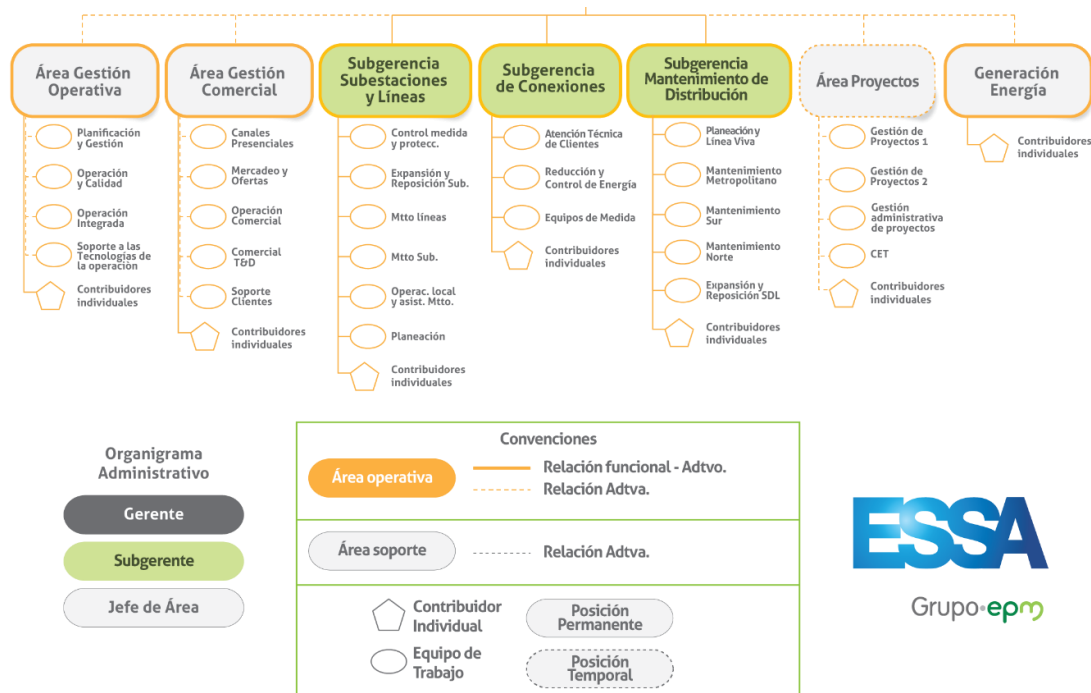 Área Gestión
Operativa
Planificación
y Gestión
Operación
y Calidad
Operación
Integrada
Soporte a las
Tecnologías de
la operación
Contribuidores
individuales
Área Gestión
Comercial
Canales
Presenciales
Mercadeo y
Ofertas
Operación
Comercial
Comercial
T&D
Soporte
Clientes
Contribuidores
individuales
Subgerencia
Subestaciones
y Líneas
Control medida
y protecc.
Expansión y
Reposición Sub.
Mtto líneas
Mtto Sub.
Operac. local
y asist. Mtto.
Planeación
Contribuidores
individuales
Subgerencia
de Conexiones
Atención Técnica
de Clientes
Reducción y
Control de Energía
Equipos de Medida
Contribuidores
individuales
Subgerencia
Mantenimiento de
Distribución
Planeación y
Línea Viva
Mantenimiento
Metropolitano
Mantenimiento
Sur
Mantenimiento
Norte
Expansión y
Reposición SDL
Contribuidores
individuales
Área Proyectos
Gestión de
Proyectos 1
Gestión de
Proyectos 2
Gestión
administrativa
de proyectos
CET
Contribuidores
individuales
Generación
Energía
Contribuidores
individuales
Organigrama
Administrativo
Gerente
Subgerente
Jefe de Área
Convenciones
Área operativa
Relación funcional - Adtvo.
Relación Adtva.
Área soporte
Relación Adtva.
Contribuidor
Individual
Posición
Permanente
Equipo de
Trabajo
Posición
Temporal
ESSA
Grupo·epm